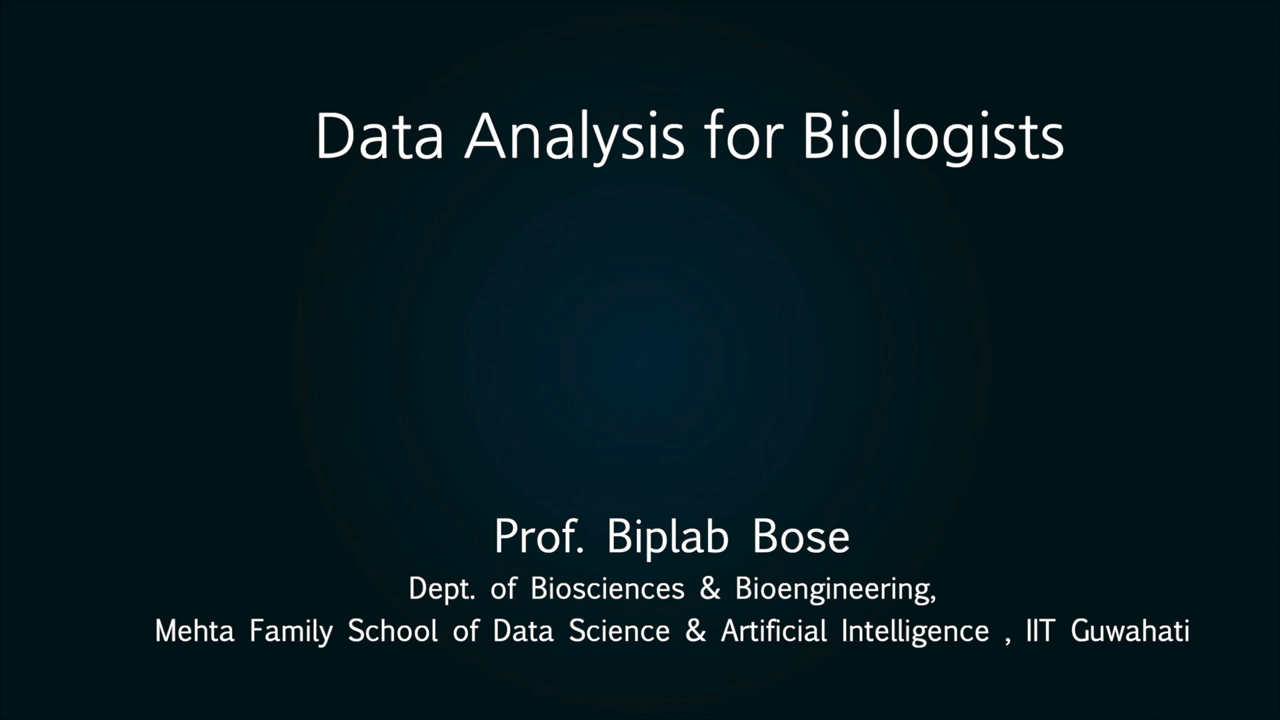 Data Analysis for Biologists
Prof. Biplab Bose
Dept. of Biosciences & Bioengineering,
Mehta Family School of Data Science & Artificial Intelligence , IIT Guwahati